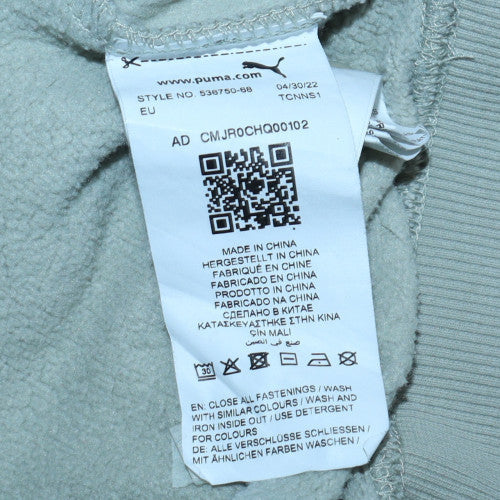 www.puma.com
STYLE NO. 536750-68 04/30/22
EU TCNNS1
AD CMJR0CHQ00102
MADE IN CHINA
HERGESTELLT IN CHINA
FABRIQUÉ EN CHINE
FABRICADO EN CHINA
PRODOTTO IN CHINA
FABRICADO NA CHINA
СДЕЛАНО В КИТАЕ
ΚΑΤΑΣΚΕΥΑΣΤΗΚΕ ΣΤΗΝ ΚΙΝΑ
ÇİN MALI
صنع في الصين
30
EN: CLOSE ALL FASTENINGS / WASH
WITH SIMILAR COLOURS / WASH AND
IRON INSIDE OUT / USE DETERGENT
FOR COLOURS
DE: ALLE VERSCHLÜSSE SCHLIESSEN /
MIT ÄHNLICHEN FARBEN WASCHEN /